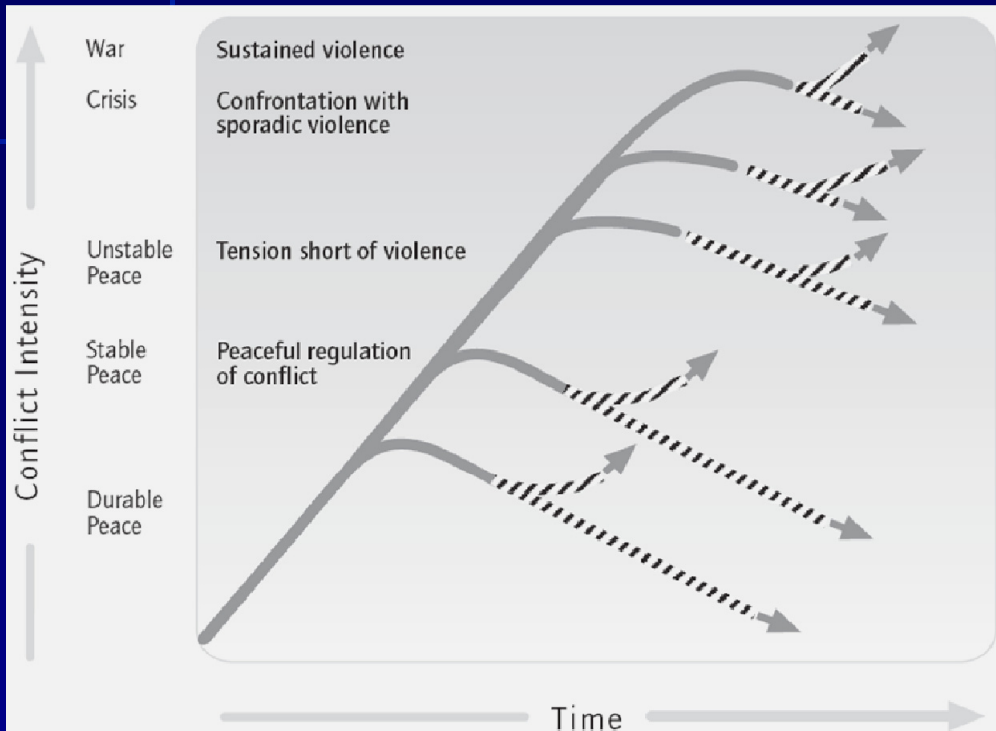 War
Sustained violence
Crisis
Confrontation with
sporadic violence
Unstable
Peace
Tension short of violence
Stable
Peace
Peaceful regulation
of conflict
Durable
Peace
Conflict Intensity
Time